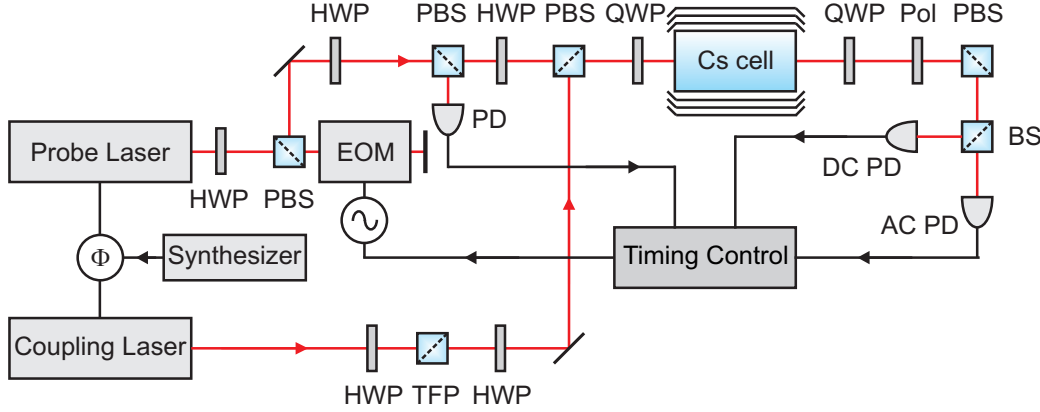 HWP PBS HWP PBS QWP QWP Pol PBS
Cs cell
PD
Probe Laser
EOM
DC PD
BS
HWP PBS
AC PD
Φ
Synthesizer
Timing Control
Coupling Laser
HWP TFP HWP